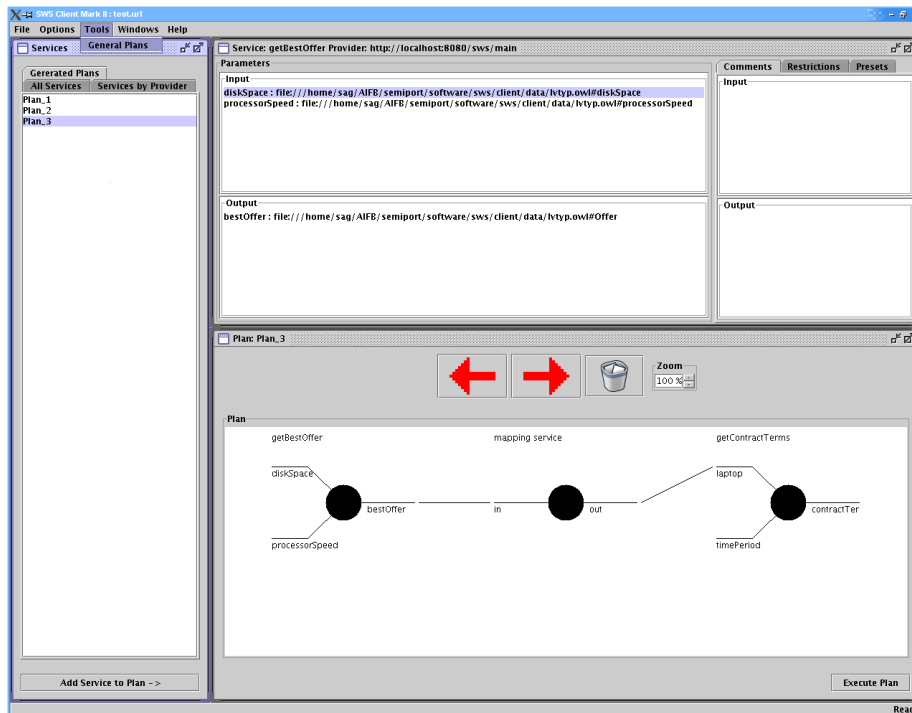 SWS Client Mark II : test.url
File Options Tools Windows Help
Services General Plans
Gererated Plans
All Services Services by Provider
Plan_1
Plan_2
Plan_3
Add Service to Plan ->
Service: getBestOffer Provider: http://localhost:8080/sws/main
Parameters
Input
diskSpace : file:///home/sag/AIFB/semiport/software/sws/client/data/lvtyp.owl#diskSpace
processorSpeed : file:///home/sag/AIFB/semiport/software/sws/client/data/lvtyp.owl#processorSpeed
Output
bestOffer : file:///home/sag/AIFB/semiport/software/sws/client/data/lvtyp.owl#Offer
Comments Restrictions Presets
Input
Output
Plan: Plan_3
Zoom
100 %
Plan
getBestOffer mapping service getContractTerms
diskSpace laptop
bestOffer in out contractTer
processorSpeed timePeriod
Execute Plan
Read